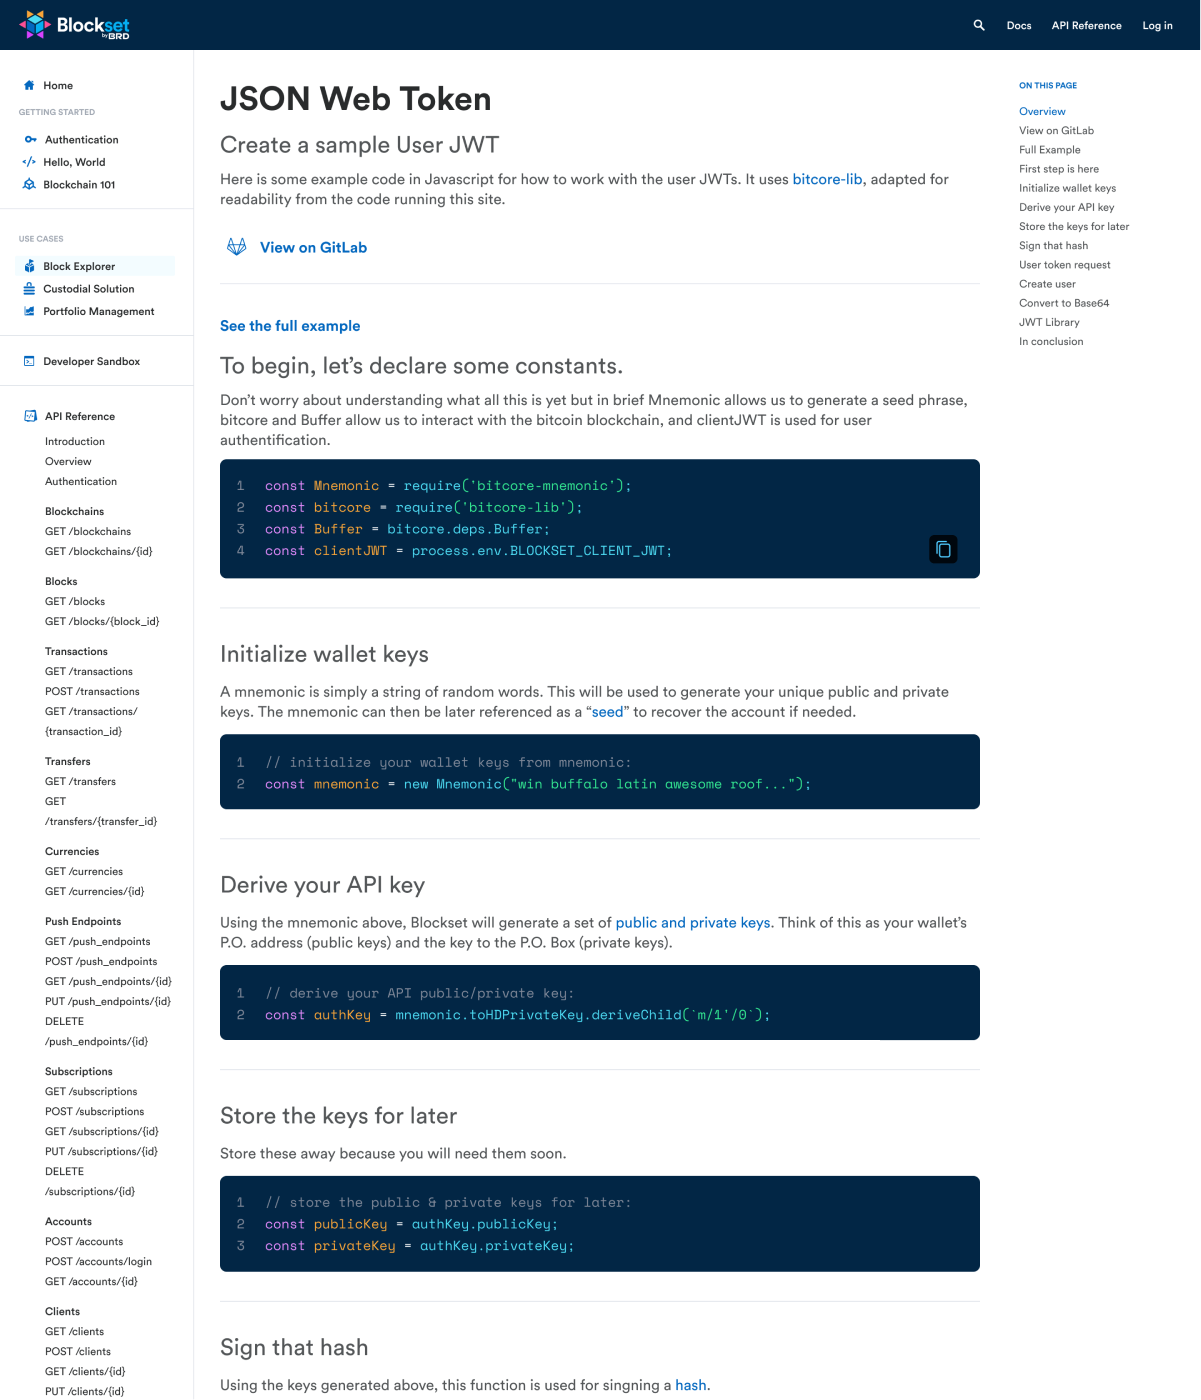 Blockset
by BRD
Docs
API Reference
Log in
Home
GETTING STARTED
Authentication
Hello, World
Blockchain 101
USE CASES
Block Explorer
Custodial Solution
Portfolio Management
Developer Sandbox
API Reference
Introduction
Overview
Authentication
Blockchains
GET /blockchains
GET /blockchains/{id}
Blocks
GET /blocks
GET /blocks/{block_id}
Transactions
GET /transactions
POST /transactions
GET /transactions/
{transaction_id}
Transfers
GET /transfers
GET
/transfers/{transfer_id}
Currencies
GET /currencies
GET /currencies/{id}
Push Endpoints
GET /push_endpoints
POST /push_endpoints
GET /push_endpoints/{id}
PUT /push_endpoints/{id}
DELETE
/push_endpoints/{id}
Subscriptions
GET /subscriptions
POST /subscriptions
GET /subscriptions/{id}
PUT /subscriptions/{id}
DELETE
/subscriptions/{id}
Accounts
POST /accounts
POST /accounts/login
GET /accounts/{id}
Clients
GET /clients
POST /clients
GET /clients/{id}
PUT /clients/{id}
JSON Web Token
Create a sample User JWT
Here is some example code in Javascript for how to work with the user JWTs. It uses bitcore-lib, adapted for
readability from the code running this site.
View on GitLab
See the full example
To begin, let's declare some constants.
Don't worry about understanding what all this is yet but in brief Mnemonic allows us to generate a seed phrase,
bitcore and Buffer allow us to interact with the bitcoin blockchain, and clientJWT is used for user
authentification.
1 const Mnemonic = require('bitcore-mnemonic');
2 const bitcore = require('bitcore-lib');
3 const Buffer = bitcore.deps.Buffer;
4 const clientJWT = process.env.BLOCKSET_CLIENT_JWT;
Initialize wallet keys
A mnemonic is simply a string of random words. This will be used to generate your unique public and private
keys. The mnemonic can then be later referenced as a “seed” to recover the account if needed.
1 // initialize your wallet keys from mnemonic:
2 const mnemonic = new Mnemonic("win buffalo latin awesome roof...");
Derive your API key
Using the mnemonic above, Blockset will generate a set of public and private keys. Think of this as your wallet's
P.O. address (public keys) and the key to the P.O. Box (private keys).
1 // derive your API public/private key:
2 const authKey = mnemonic.toHDPrivateKey.deriveChild(`m/1'/0`);
Store the keys for later
Store these away because you will need them soon.
1 // store the public & private keys for later:
2 const publicKey = authKey.publicKey;
3 const privateKey = authKey.privateKey;
Sign that hash
Using the keys generated above, this function is used for singning a hash.
ON THIS PAGE
Overview
View on GitLab
Full Example
First step is here
Initialize wallet keys
Derive your API key
Store the keys for later
Sign that hash
User token request
Create user
Convert to Base64
JWT Library
In conclusion